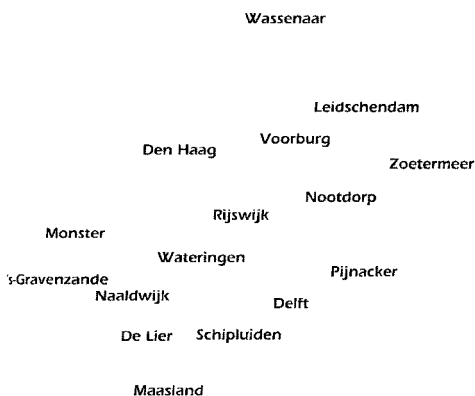 Wassenaar
Leidschendam
Voorburg
Den Haag
Zoetermeer
Nootdorp
Rijswijk
Monster
Wateringen
Pijnacker
's-Gravenzande
Naaldwijk
Delft
De Lier
Schipluiden
Maasland